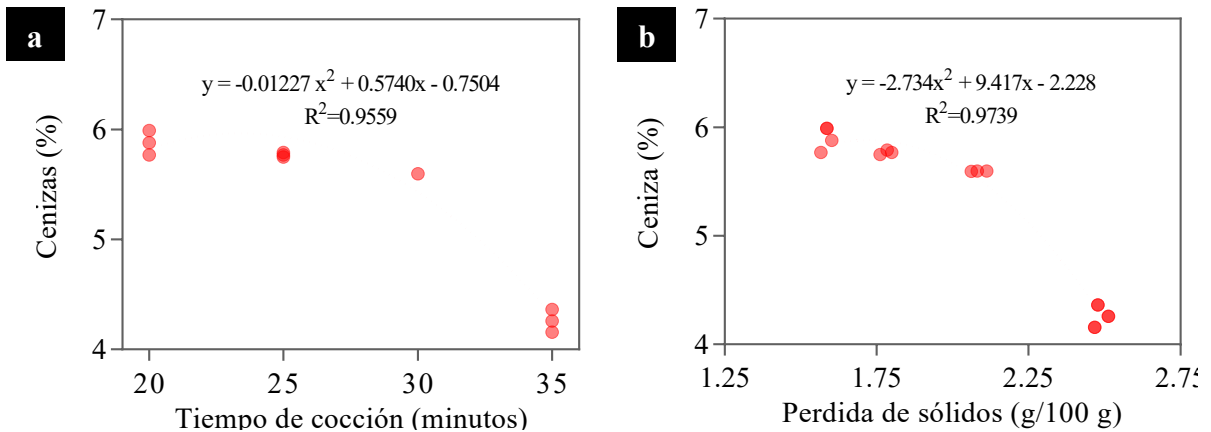 a
7
6
5
4
Cenizas (%)
y = -0.01227 x² + 0.5740x - 0.7504
R²=0.9559
20 25 30 35
Tiempo de cocción (minutos)
b
7
6
5
4
Ceniza (%)
y = -2.734x² + 9.417x - 2.228
R²=0.9739
1.25 1.75 2.25 2.75
Perdida de sólidos (g/100 g)